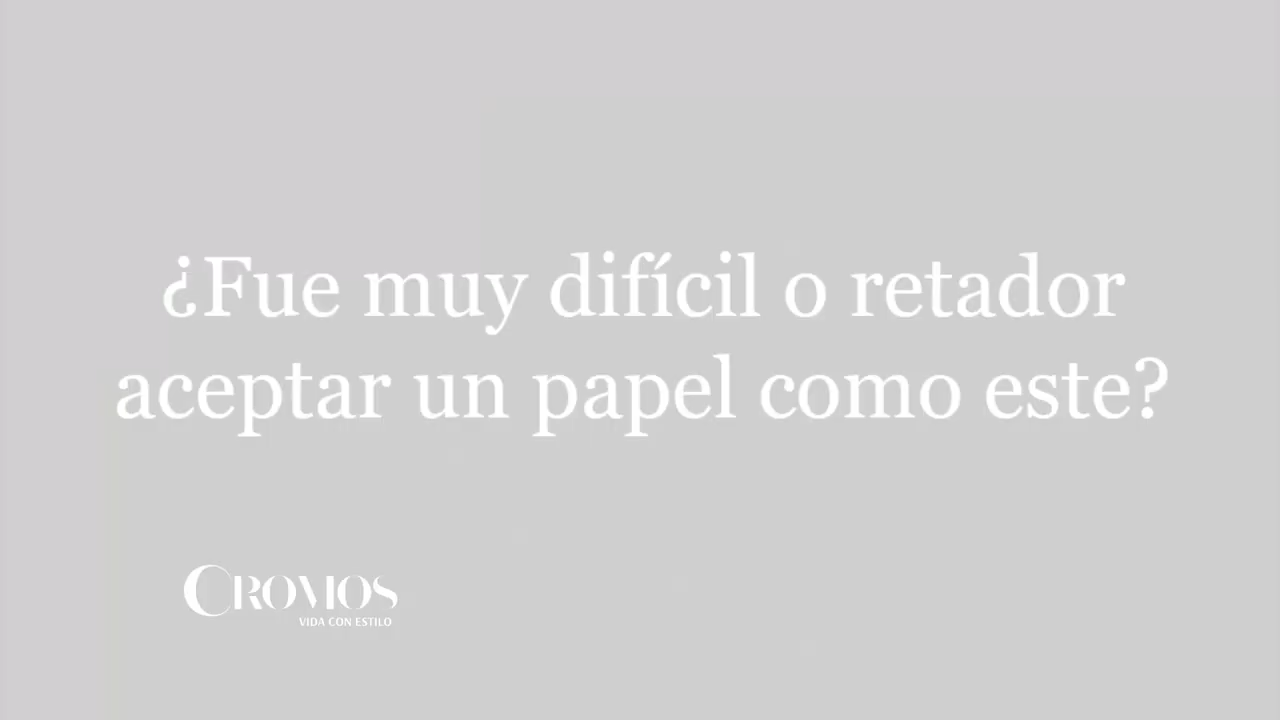 ¿Fue muy difícil o retador
aceptar un papel como este?
CROMOS
VIDA CON ESTILO